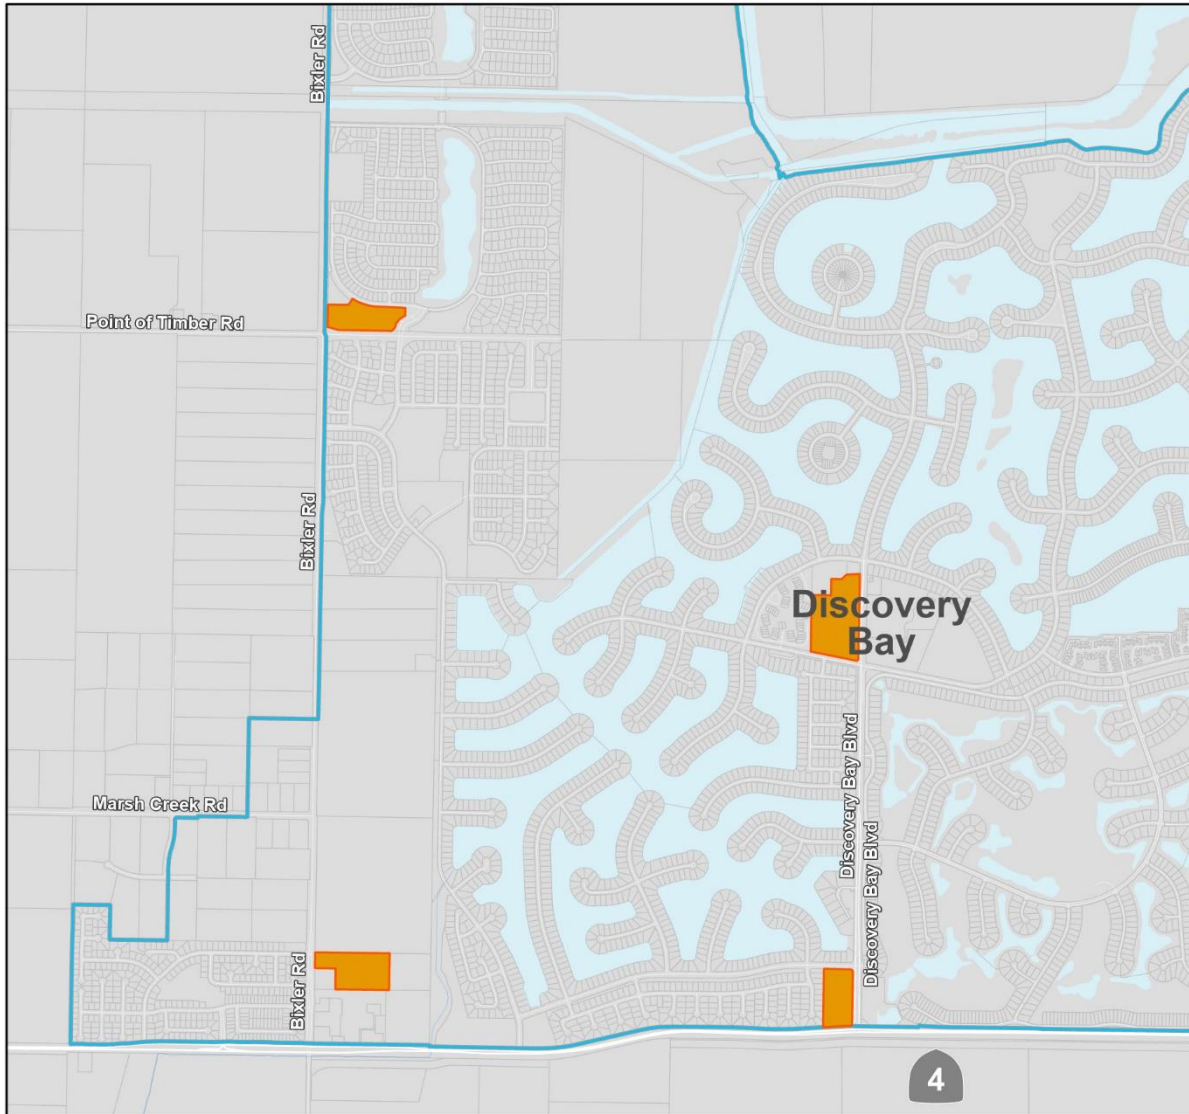 Bixler Rd
Point of Timber Rd
Bixler Rd
Discovery
Bay
Discovery Bay Blvd
Marsh Creek Rd
Discovery Bay Blvd
Bixler Rd
4